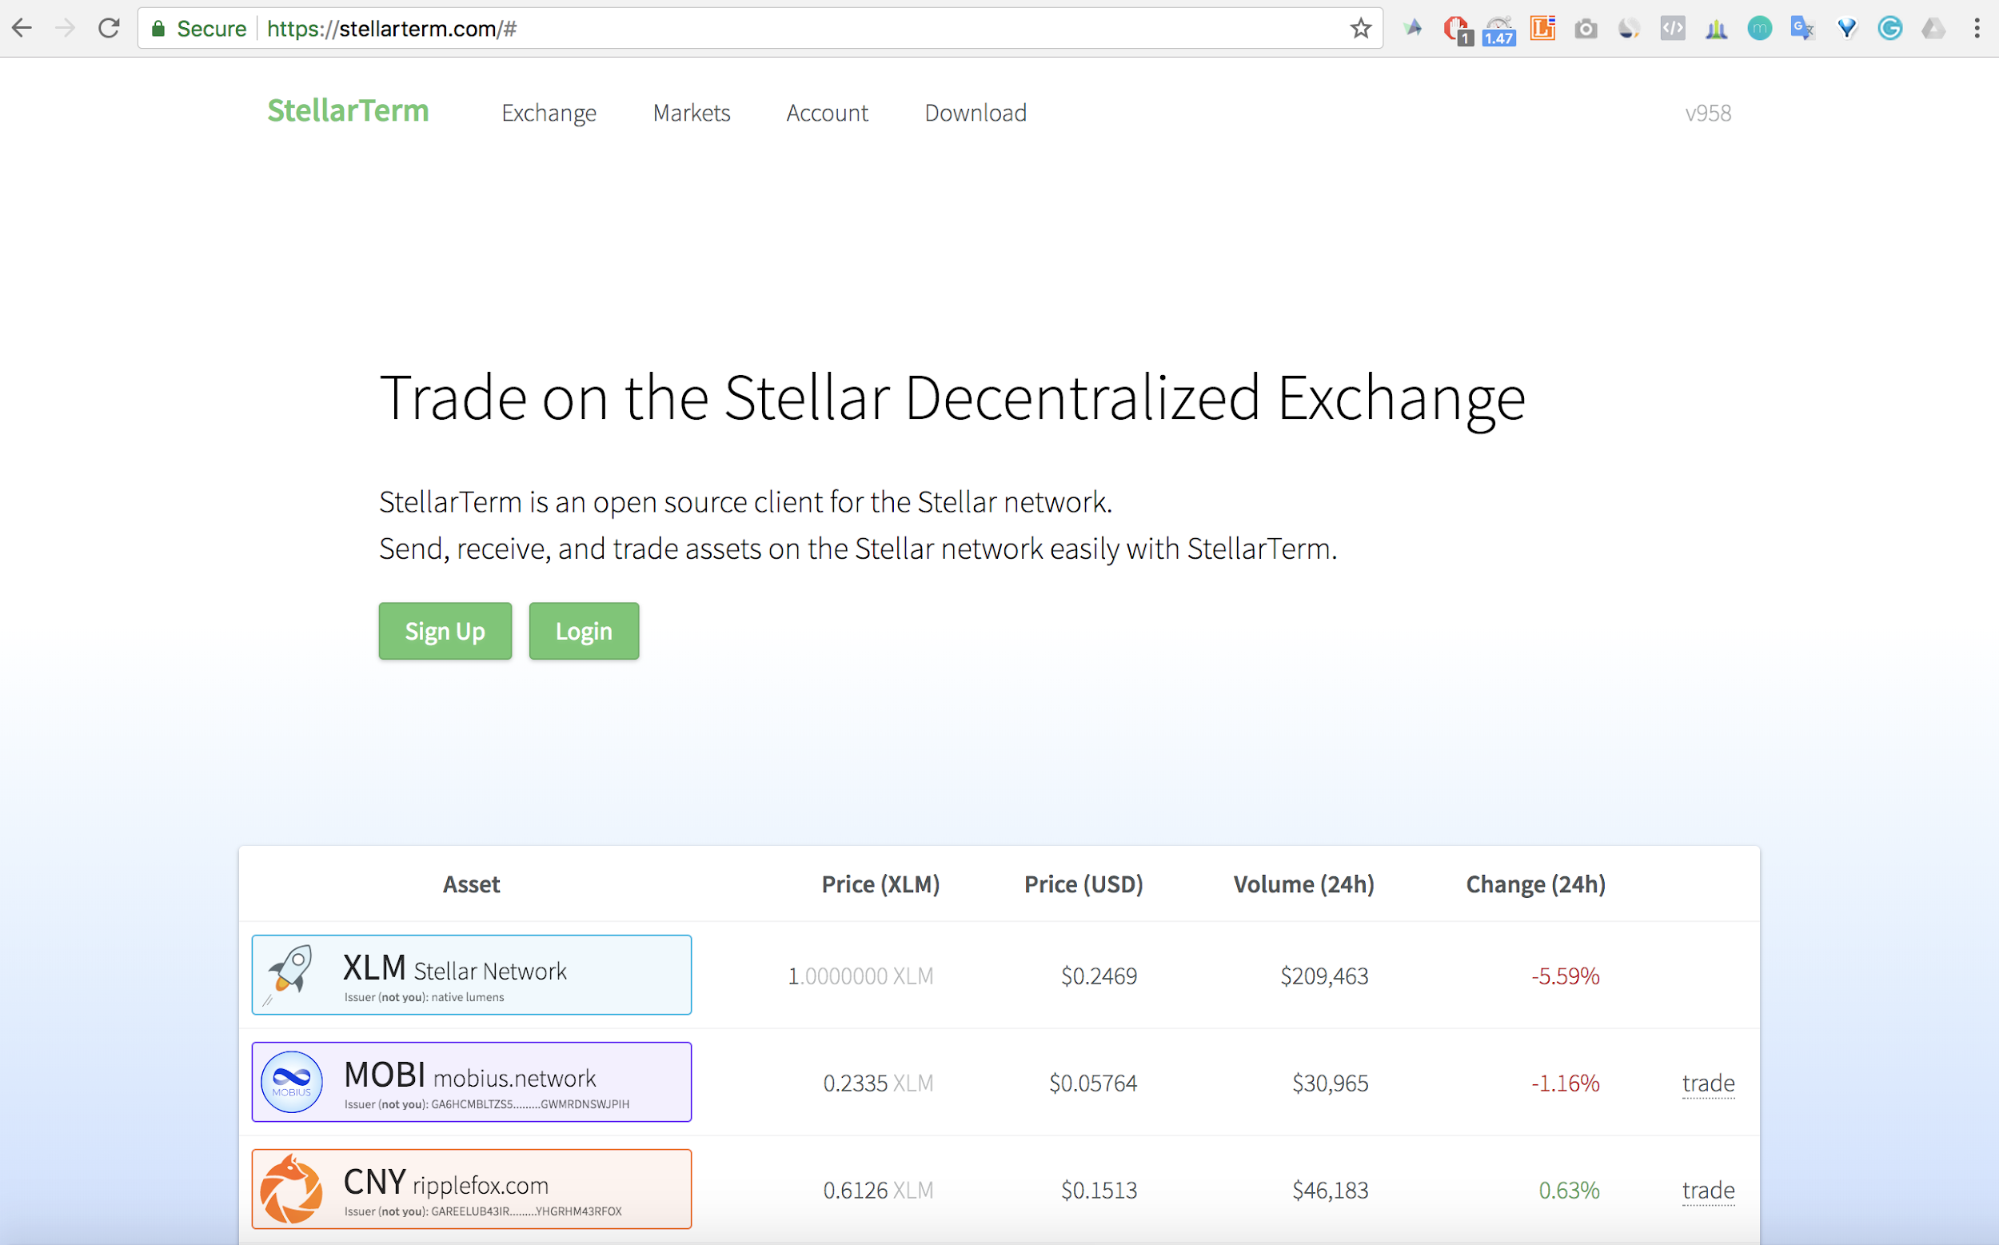 Secure https://stellarterm.com/#
1 1.47
StellarTerm Exchange Markets Account Download v958
Trade on the Stellar Decentralized Exchange
StellarTerm is an open source client for the Stellar network.
Send, receive, and trade assets on the Stellar network easily with StellarTerm.
Sign Up Login
Asset Price (XLM) Price (USD) Volume (24h) Change (24h)
XLM Stellar Network 1.0000000 XLM $0.2469 $209,463 -5.59%
Issuer (not you): native lumens
MOBI mobius.network 0.2335 XLM $0.05764 $30,965 -1.16% trade
MOBIUS
Issuer (not you): GA6HCMBLTZS5.........GWMRDNSWJPIH
CNY ripplefox.com 0.6126 XLM $0.1513 $46,183 0.63% trade
Issuer (not you): GAREELUB43IR.........YHGRHM43RFOX